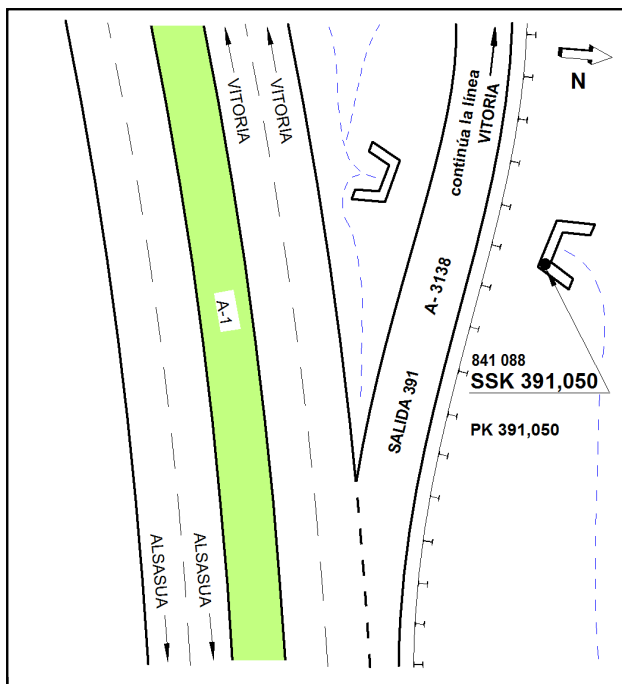 VITORIA
VITORIA
continúa la línea
VITORIA
N
A-1
A-3138
841 088
SSK 391,050
SALIDA 391
PK 391,050
ALSASUA
ALSASUA